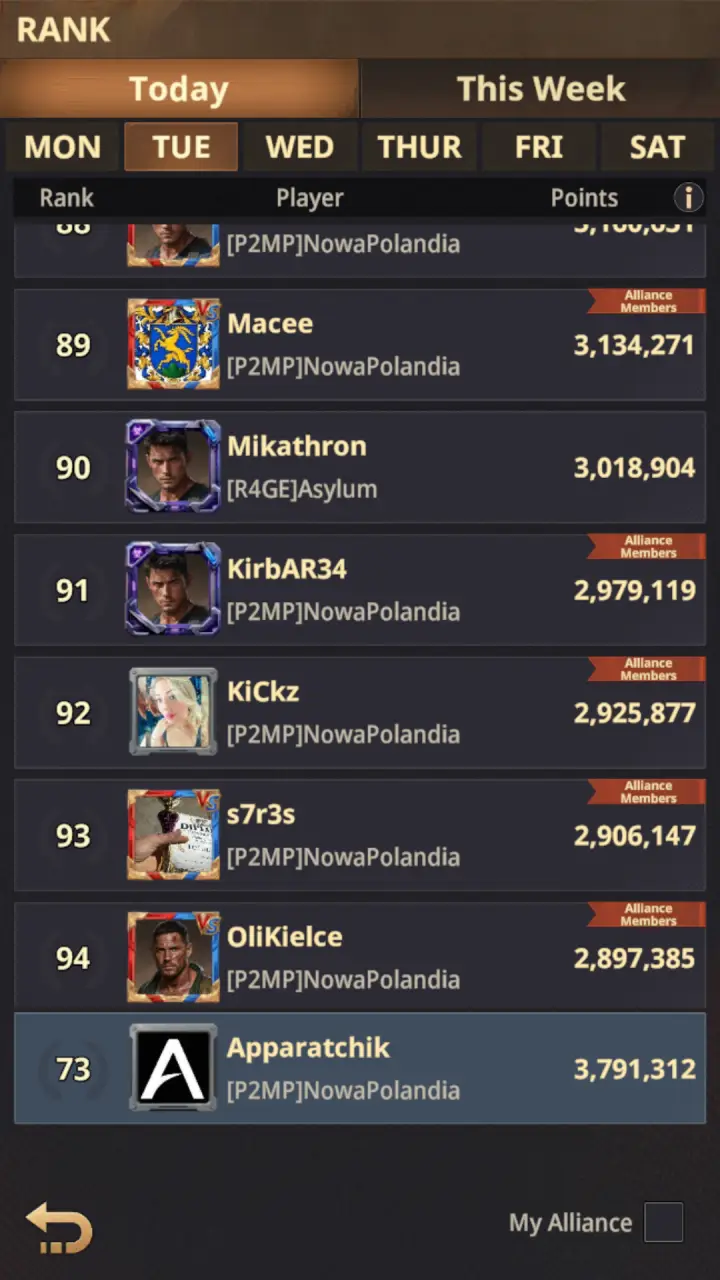 RANK
Today
This Week
MON
TUE
WED
THUR
FRI
SAT
Rank
Player
Points
88
[P2MP]NowaPolandia
Alliance
Members
89
Macee
[P2MP]NowaPolandia
3,134,271
90
Mikathron
[R4GE]Asylum
3,018,904
Alliance
Members
91
KirbAR34
[P2MP]NowaPolandia
2,979,119
Alliance
Members
92
KiCkz
[P2MP]NowaPolandia
2,925,877
Alliance
Members
93
s7r3s
[P2MP]NowaPolandia
2,906,147
Alliance
Members
94
OliKielce
[P2MP]NowaPolandia
2,897,385
73
Apparatchik
[P2MP]NowaPolandia
3,791,312
My Alliance